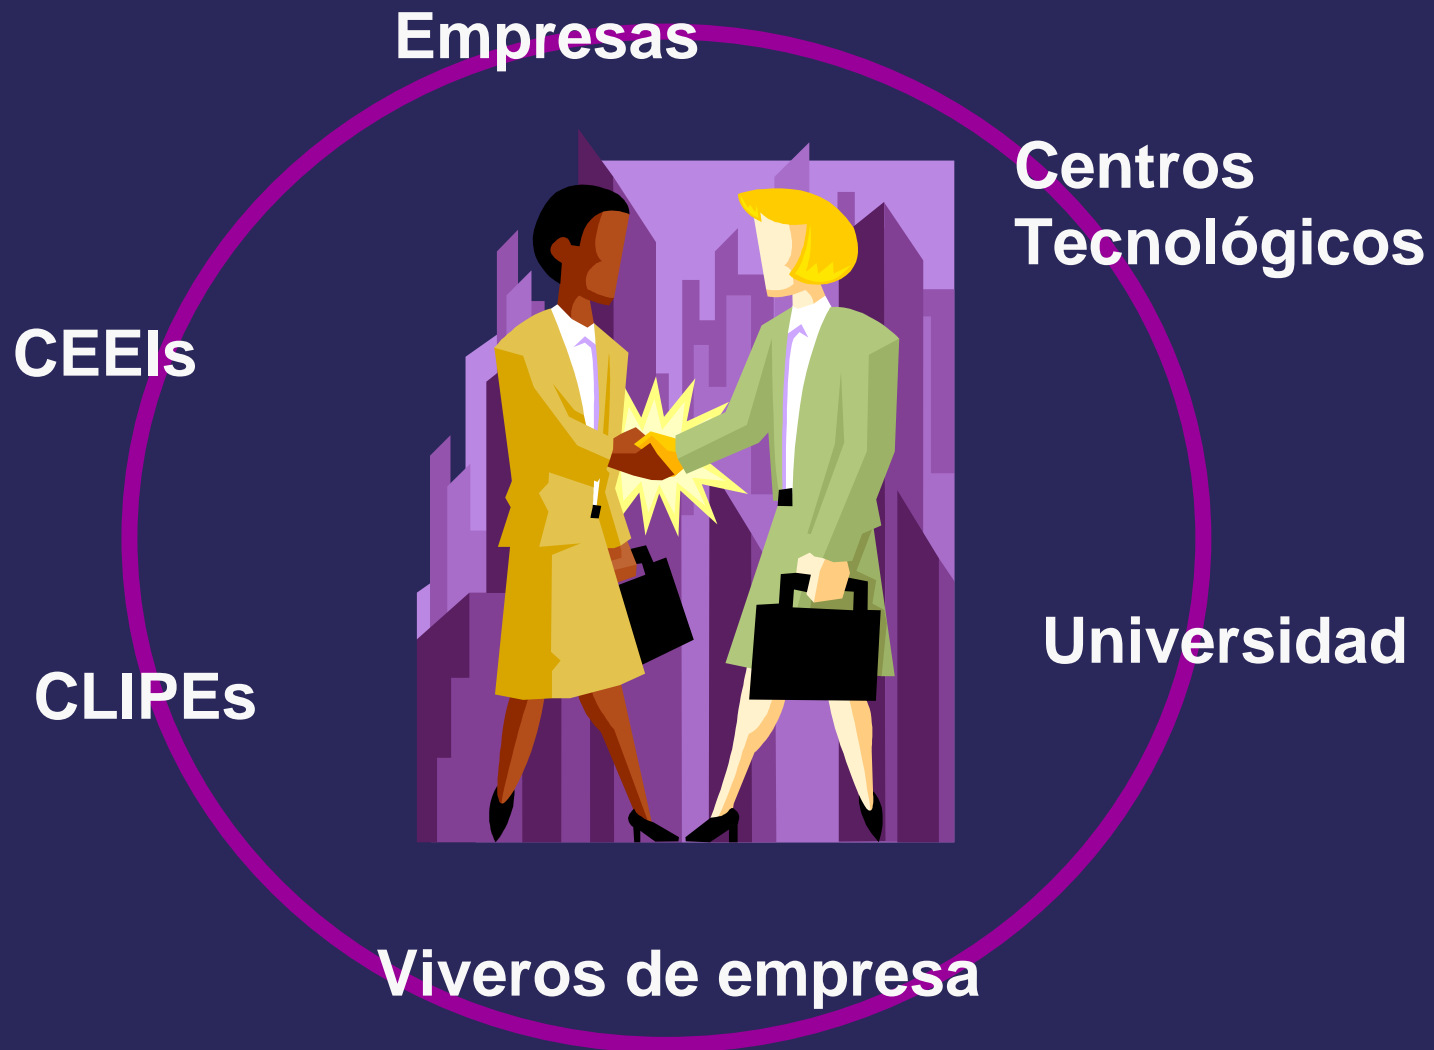 Empresas
Centros
Tecnológicos
CEEIs
Universidad
CLIPEs
Viveros de empresa